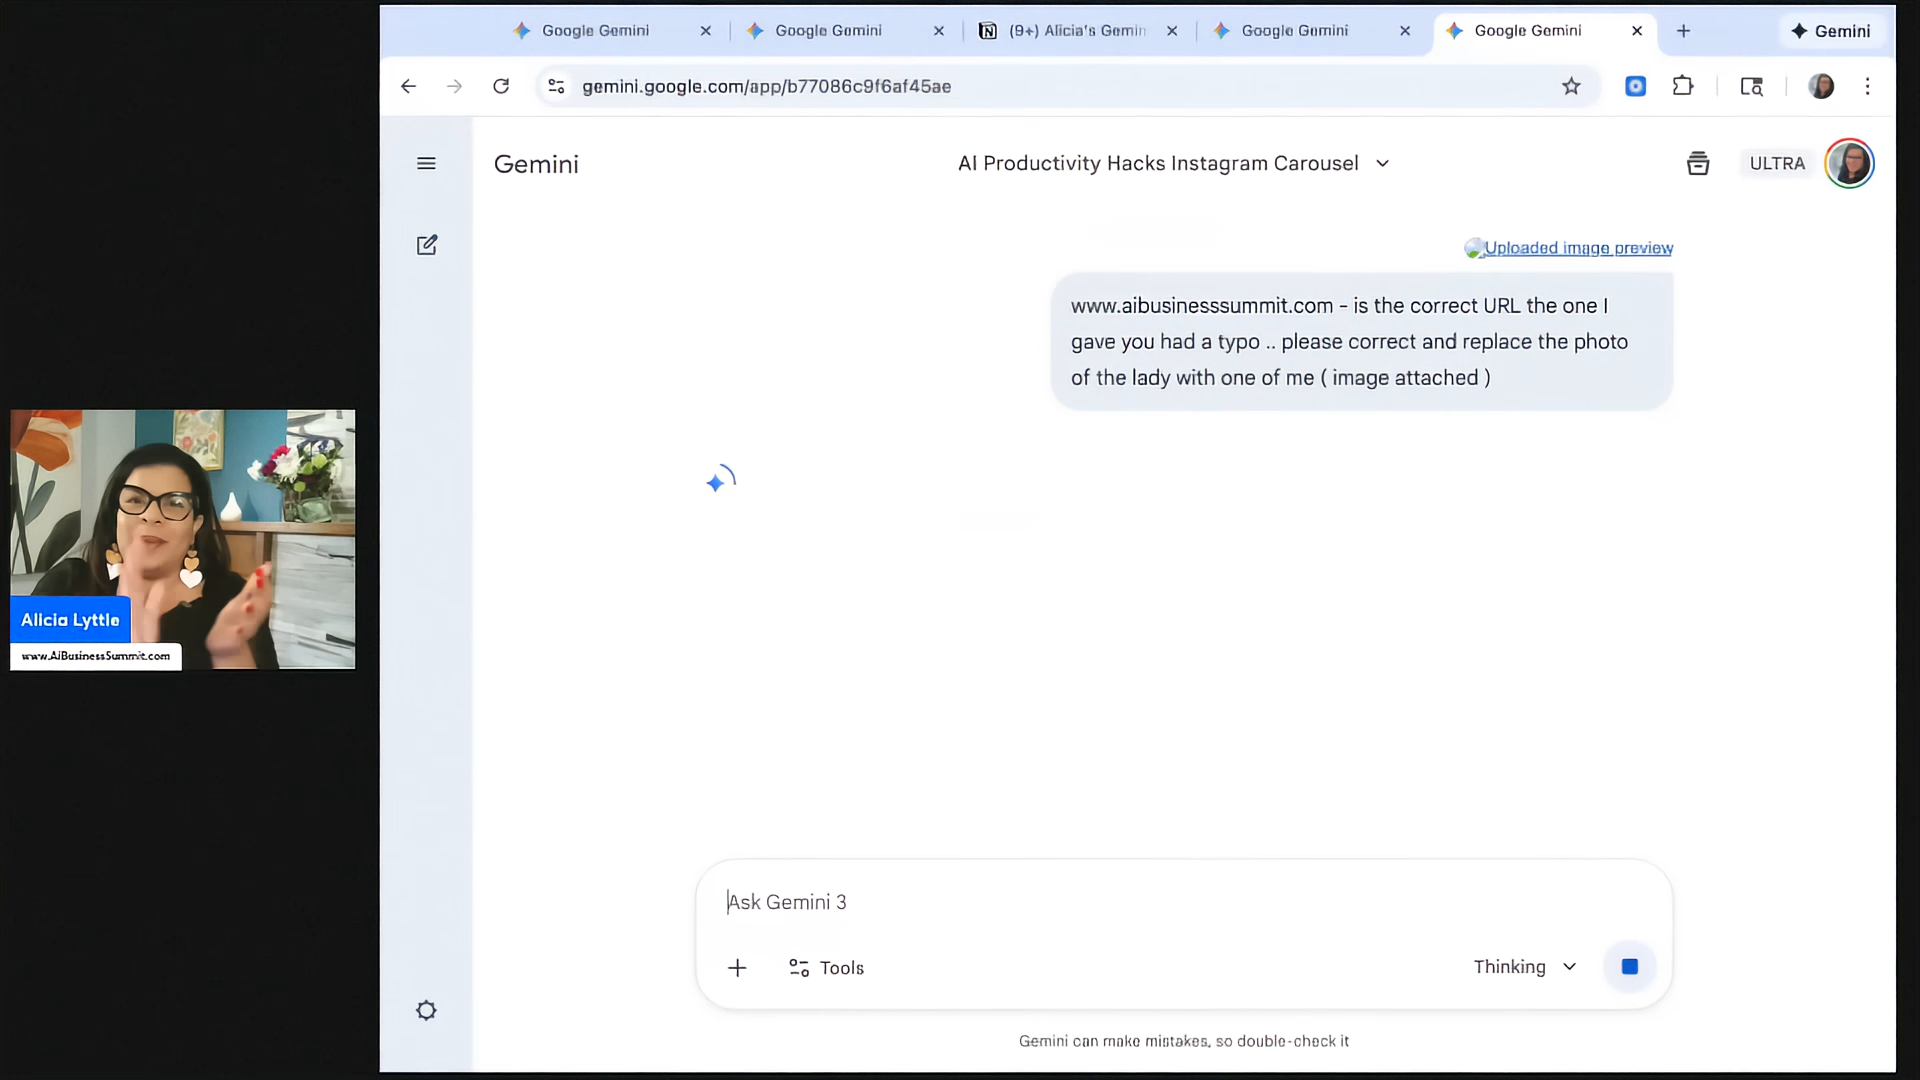 Google Gemini
Google Gemini
(9+) Alicia's Gemin
Google Gemini
Google Gemini
Gemini
gemini.google.com/app/b77086c9f6af45ae
Gemini
AI Productivity Hacks Instagram Carousel
ULTRA
Uploaded image preview
www.aibusinesssummit.com - is the correct URL the one I
gave you had a typo .. please correct and replace the photo
of the lady with one of me ( image attached )
Alicia Lyttle
www.AiBusinessSummit.com
Ask Gemini 3
Tools
Thinking
Gemini can make mistakes, so double-check it